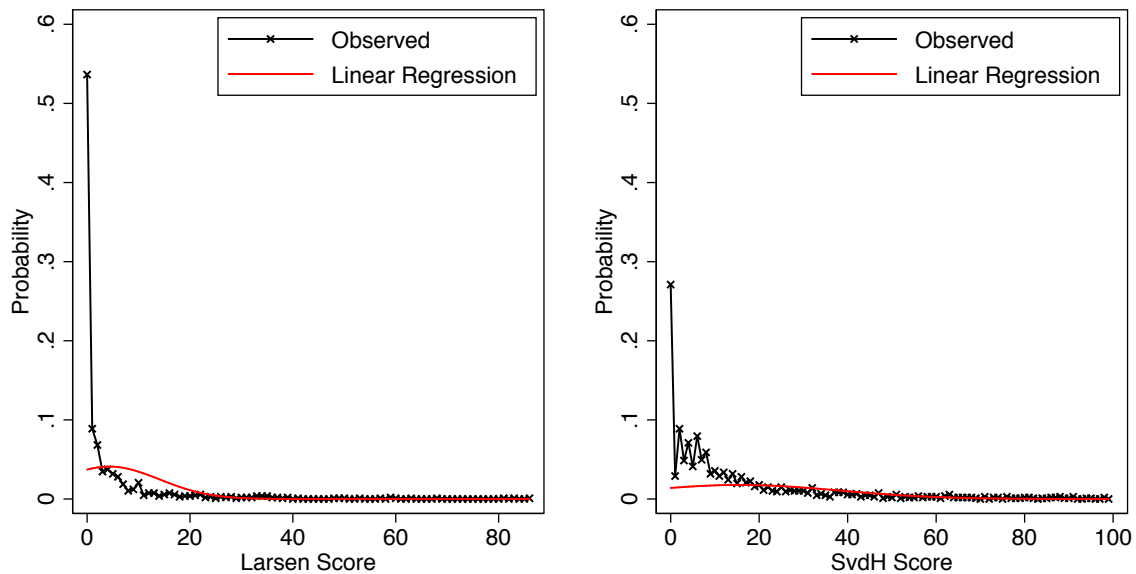 Observed
Linear Regression
Probability
0 .1 .2 .3 .4 .5 .6
0 20 40 60 80
Larsen Score
Observed
Linear Regression
Probability
0 .1 .2 .3 .4 .5 .6
0 20 40 60 80 100
SvdH Score